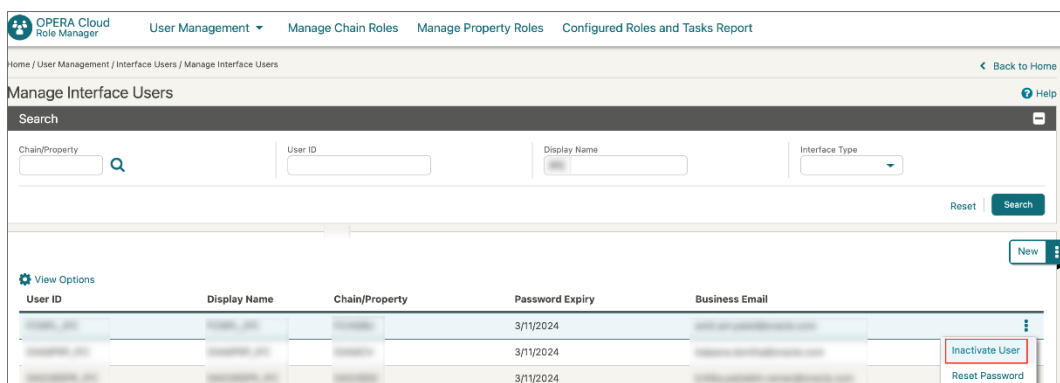 OPERA Cloud
Role Manager
User Management Manage Chain Roles Manage Property Roles Configured Roles and Tasks Report
Home / User Management / Interface Users / Manage Interface Users
Back to Home
Manage Interface Users
Help
Search
Chain/Property User ID Display Name Interface Type
Reset Search
New
View Options
User ID Display Name Chain/Property Password Expiry Business Email
3/11/2024
Inactivate User
3/11/2024
Reset Password
3/11/2024